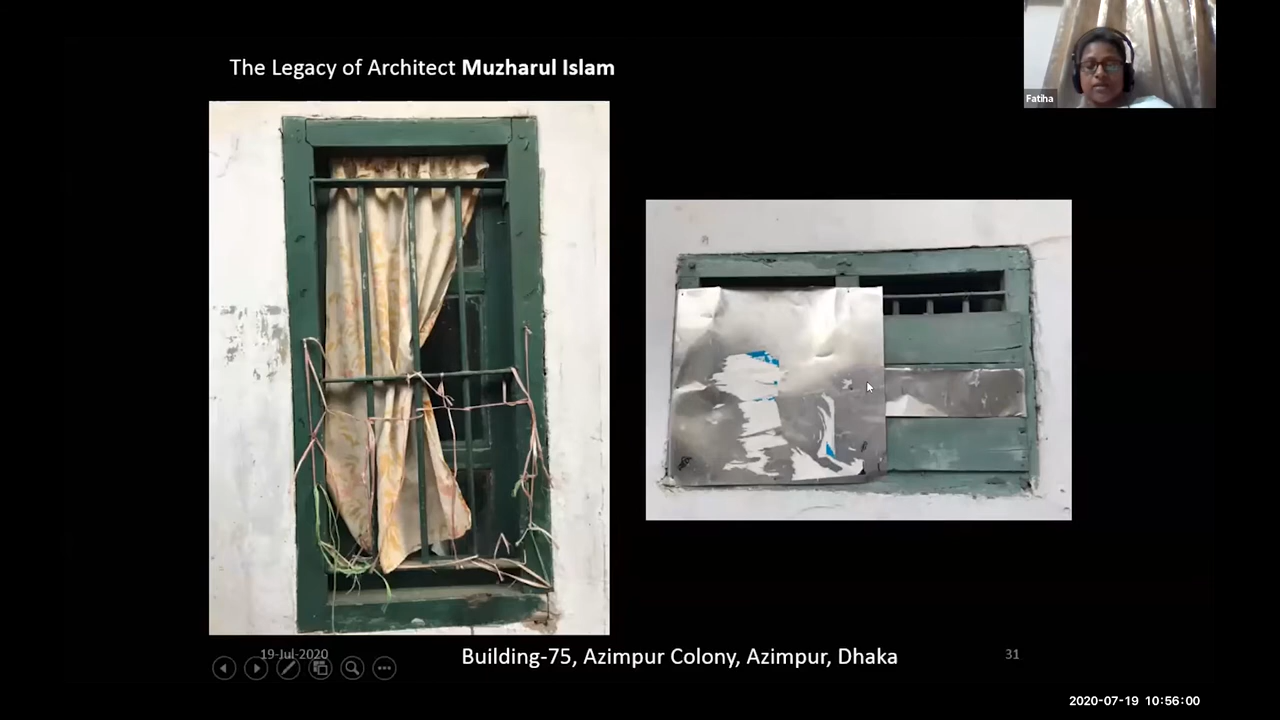 The Legacy of Architect Muzharul Islam
Fatiha
19-Jul-2020
Building-75, Azimpur Colony, Azimpur, Dhaka
31
2020-07-19 10:56:00